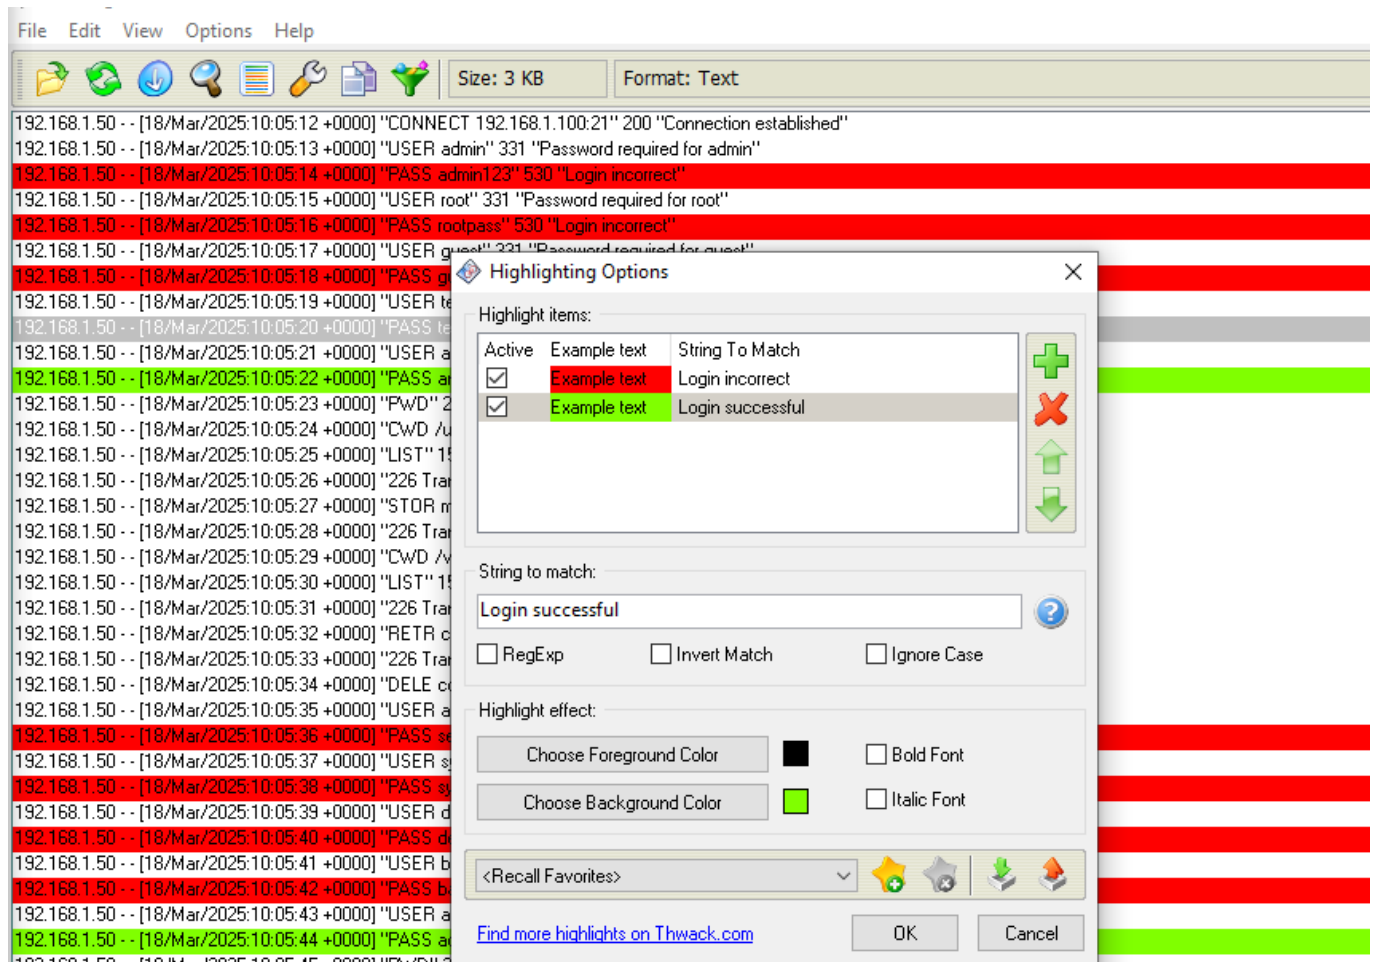 File Edit View Options Help
Size: 3 KB Format: Text
192.168.1.50 - - [18/Mar/2025:10:05:12 +0000] "CONNECT 192.168.1.100:21" 200 "Connection established"
192.168.1.50 - - [18/Mar/2025:10:05:13 +0000] "USER admin" 331 "Password required for admin"
192.168.1.50 - - [18/Mar/2025:10:05:14 +0000] "PASS admin123" 530 "Login incorrect"
192.168.1.50 - - [18/Mar/2025:10:05:15 +0000] "USER root" 331 "Password required for root"
192.168.1.50 - - [18/Mar/2025:10:05:16 +0000] "PASS rootpass" 530 "Login incorrect"
192.168.1.50 - - [18/Mar/2025:10:05:17 +0000] "USER guest" 331 "Password required for guest"
192.168.1.50 - - [18/Mar/2025:10:05:18 +0000] "PASS
192.168.1.50 - - [18/Mar/2025:10:05:19 +0000] "USER te
192.168.1.50 - - [18/Mar/2025:10:05:20 +0000] "PASS te
192.168.1.50 - - [18/Mar/2025:10:05:21 +0000] "USER a
192.168.1.50 - - [18/Mar/2025:10:05:22 +0000] "PASS
192.168.1.50 - - [18/Mar/2025:10:05:23 +0000] "PWD" 2
192.168.1.50 - - [18/Mar/2025:10:05:24 +0000] "CWD /u
192.168.1.50 - - [18/Mar/2025:10:05:25 +0000] "LIST" 1
192.168.1.50 - - [18/Mar/2025:10:05:26 +0000] "226 Tra
192.168.1.50 - - [18/Mar/2025:10:05:27 +0000] "STOR
192.168.1.50 - - [18/Mar/2025:10:05:28 +0000] "226 Tra
192.168.1.50 - - [18/Mar/2025:10:05:29 +0000] "CWD /v
192.168.1.50 - - [18/Mar/2025:10:05:30 +0000] "LIST" 1
192.168.1.50 - - [18/Mar/2025:10:05:31 +0000] "226 Tra
192.168.1.50 - - [18/Mar/2025:10:05:32 +0000] "RETR c
192.168.1.50 - - [18/Mar/2025:10:05:33 +0000] "226 Tra
192.168.1.50 - - [18/Mar/2025:10:05:34 +0000] "DELE c
192.168.1.50 - - [18/Mar/2025:10:05:35 +0000] "USER a
192.168.1.50 - - [18/Mar/2025:10:05:36 +0000] "PASS se
192.168.1.50 - - [18/Mar/2025:10:05:37 +0000] "USER s
192.168.1.50 - - [18/Mar/2025:10:05:38 +0000] "PASS sy
192.168.1.50 - - [18/Mar/2025:10:05:39 +0000] "USER d
192.168.1.50 - - [18/Mar/2025:10:05:40 +0000] "PASS de
192.168.1.50 - - [18/Mar/2025:10:05:41 +0000] "USER b
192.168.1.50 - - [18/Mar/2025:10:05:42 +0000] "PASS ba
192.168.1.50 - - [18/Mar/2025:10:05:43 +0000] "USER a
192.168.1.50 - - [18/Mar/2025:10:05:44 +0000] "PASS
Highlighting Options
Highlight items:
Active Example text String To Match
Example text Login incorrect
Example text Login successful
String to match:
Login successful
RegExp Invert Match Ignore Case
Highlight effect:
Choose Foreground Color Bold Font
Choose Background Color Italic Font
<Recall Favorites>
Find more highlights on Thwack.com OK Cancel